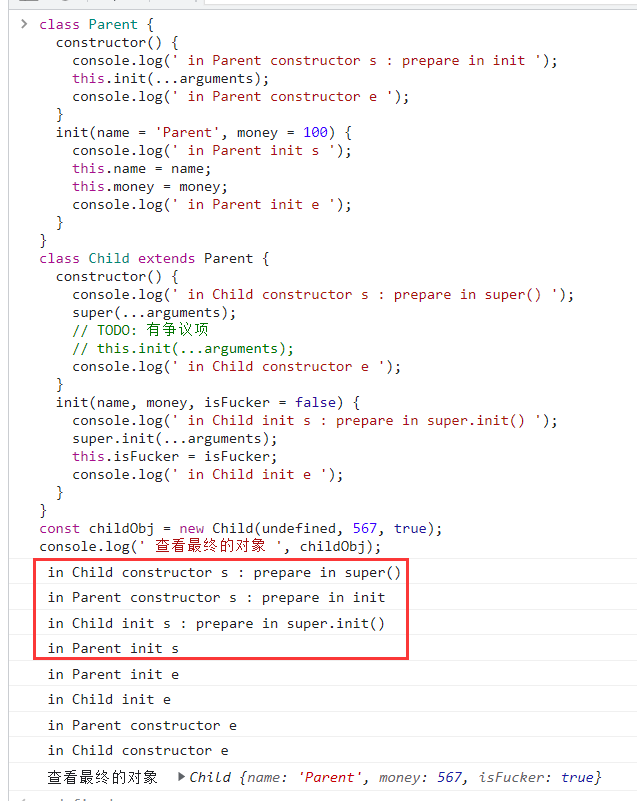 class Parent {
  constructor() {
    console.log(' in Parent constructor s : prepare in init ');
    this.init(...arguments);
    console.log(' in Parent constructor e ');
  }
  init(name = 'Parent', money = 100) {
    console.log(' in Parent init s ');
    this.name = name;
    this.money = money;
    console.log(' in Parent init e ');
  }
}
class Child extends Parent {
  constructor() {
    console.log(' in Child constructor s : prepare in super() ');
    super(...arguments);
    // TODO: 有争议项
    // this.init(...arguments);
    console.log(' in Child constructor e ');
  }
  init(name, money, isFucker = false) {
    console.log(' in Child init s : prepare in super.init() ');
    super.init(...arguments);
    this.isFucker = isFucker;
    console.log(' in Child init e ');
  }
}
const childObj = new Child(undefined, 567, true);
console.log(' 查看最终的对象 ', childObj);
in Child constructor s : prepare in super()
in Parent constructor s : prepare in init
in Child init s : prepare in super.init()
in Parent init s
in Parent init e
in Child init e
in Parent constructor e
in Child constructor e
查看最终的对象 ▶Child {name: 'Parent', money: 567, isFucker: true}